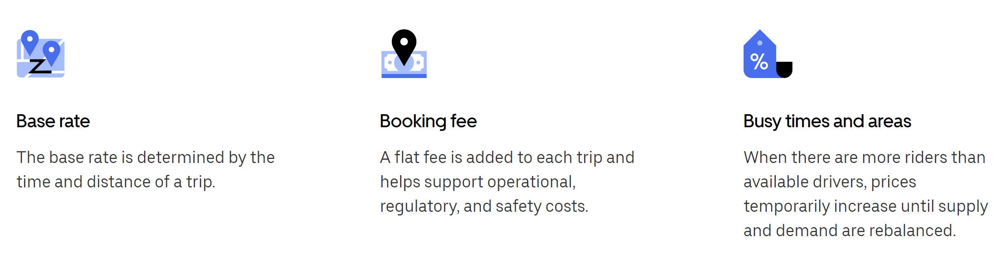 %
Base rate
The base rate is determined by the
time and distance of a trip.
Booking fee
A flat fee is added to each trip and
helps support operational,
regulatory, and safety costs.
Busy times and areas
When there are more riders than
available drivers, prices
temporarily increase until supply
and demand are rebalanced.